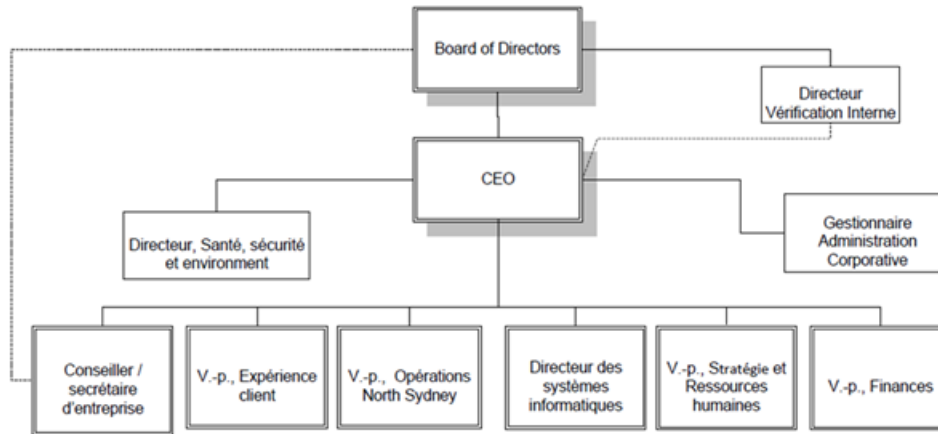 Board of Directors
Directeur
Vérification Interne
CEO
Directeur, Santé, sécurité
et environment
Gestionnaire
Administration
Corporative
Conseiller /
secrétaire
d'entreprise
V.-p., Expérience
client
V.-p., Opérations
North Sydney
Directeur des
systèmes
informatiques
V.-p., Stratégie et
Ressources
humaines
V.-p., Finances